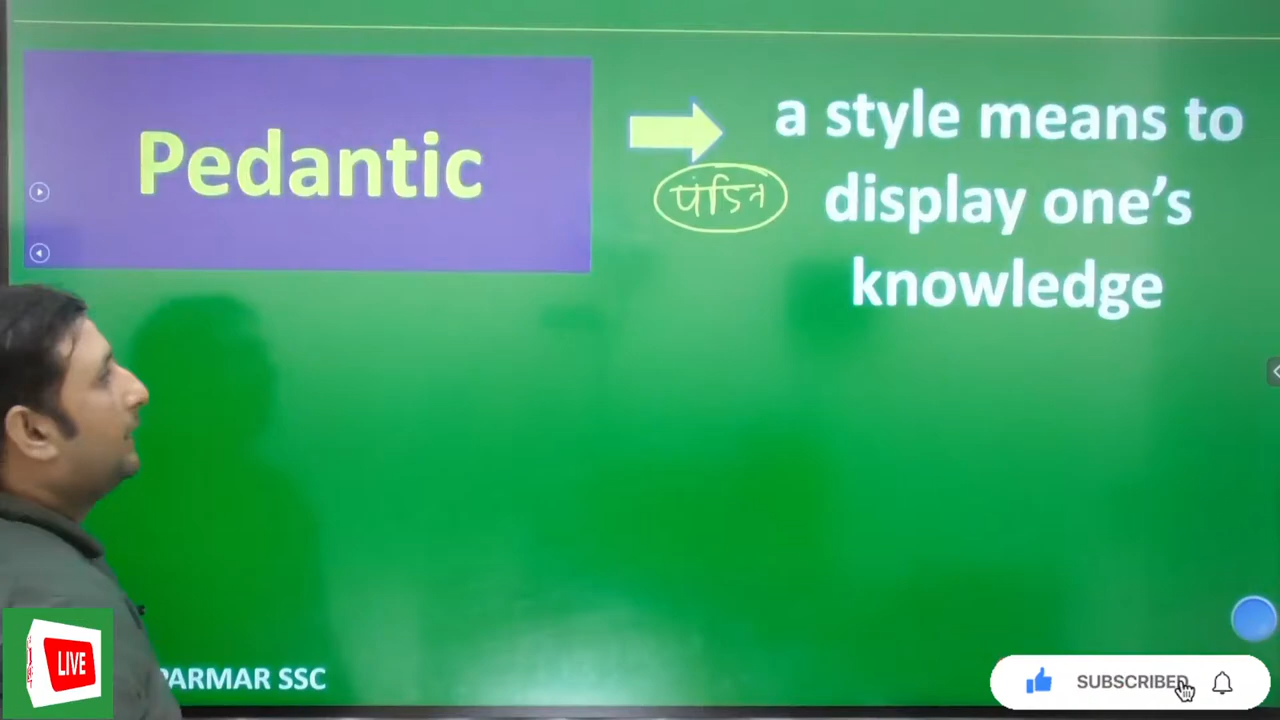 Pedantic
a style means to
display one's
knowledge
पंडित
LIVE
PARMAR SSC
SUBSCRIBED